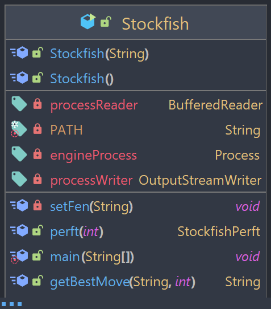 Stockfish
Stockfish(String)
Stockfish()
processReader BufferedReader
PATH String
engineProcess Process
processWriter OutputStreamWriter
setFen(String) void
perft(int) StockfishPerft
main(String[]) void
getBestMove(String, int) String